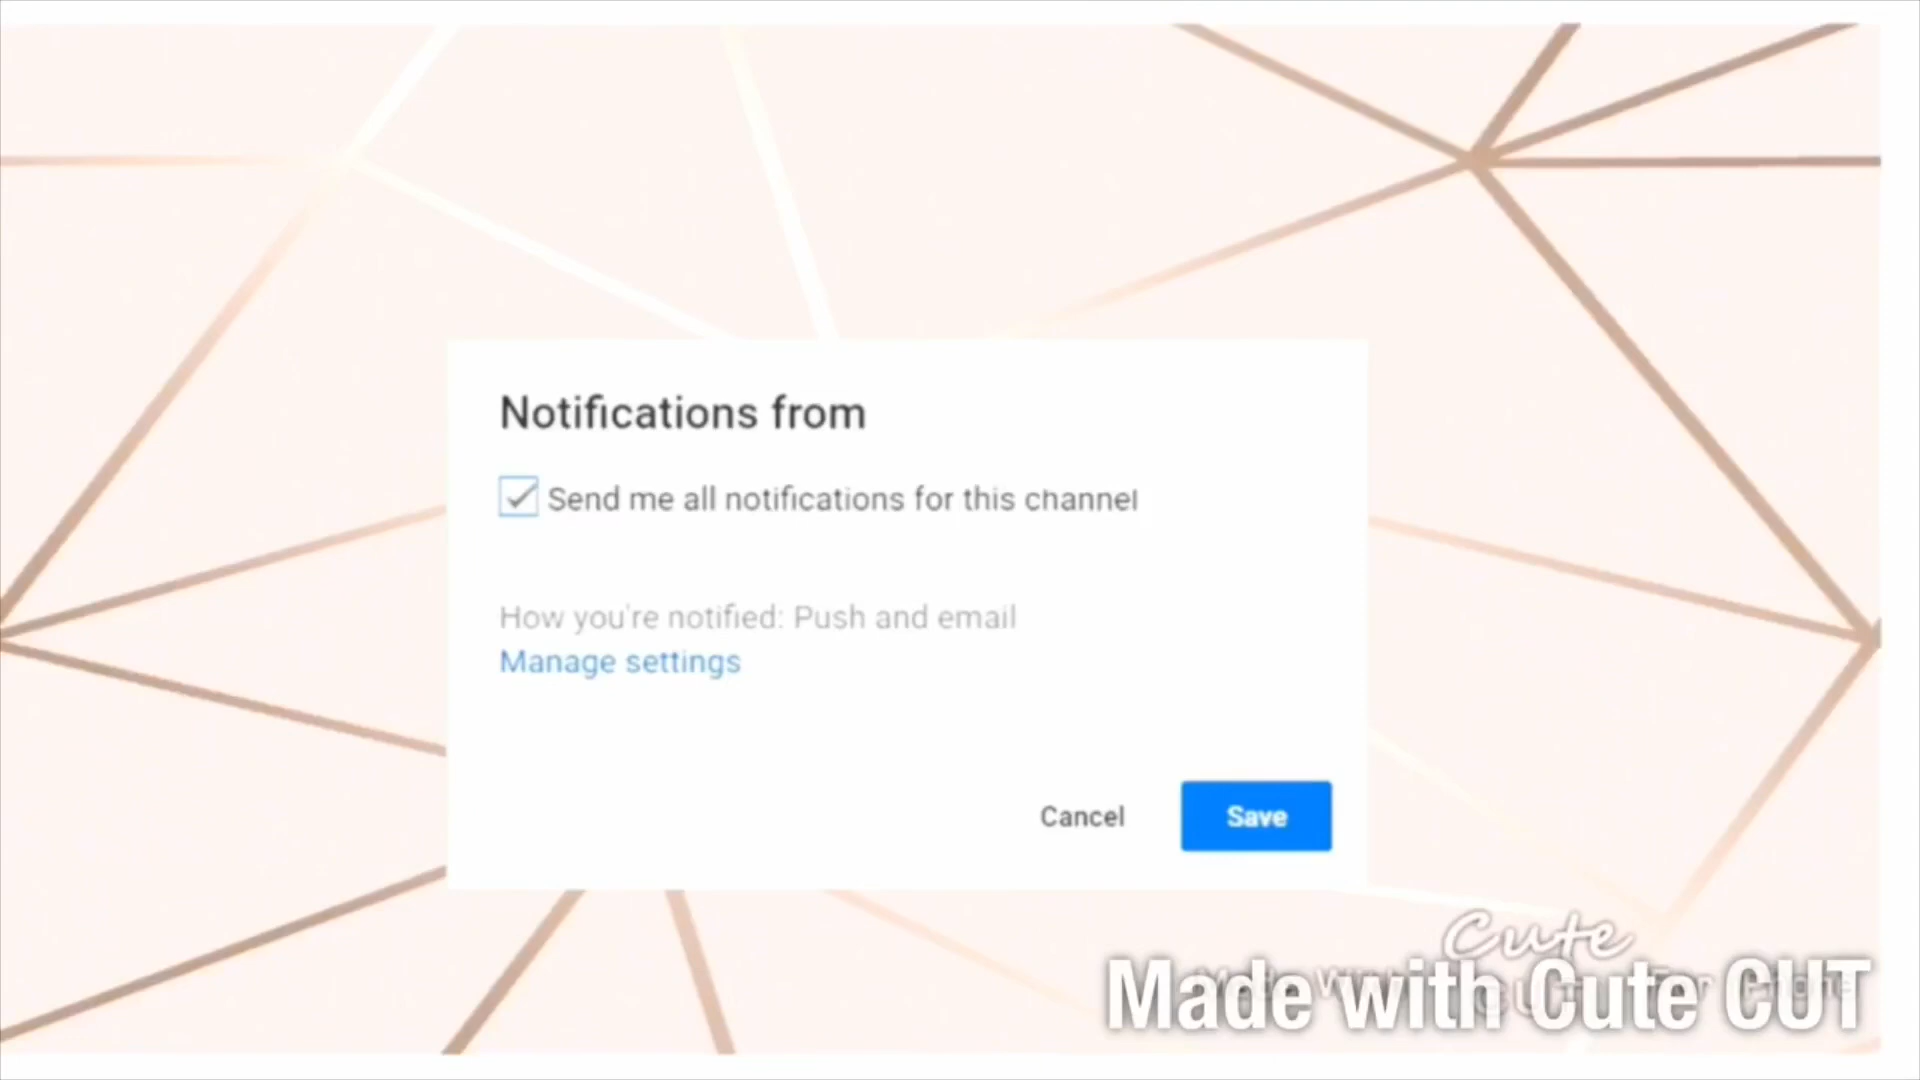 Notifications from
Send me all notifications for this channel
How you're notified: Push and email
Manage settings
Cancel
Save
Cute
Made with Cute CUT